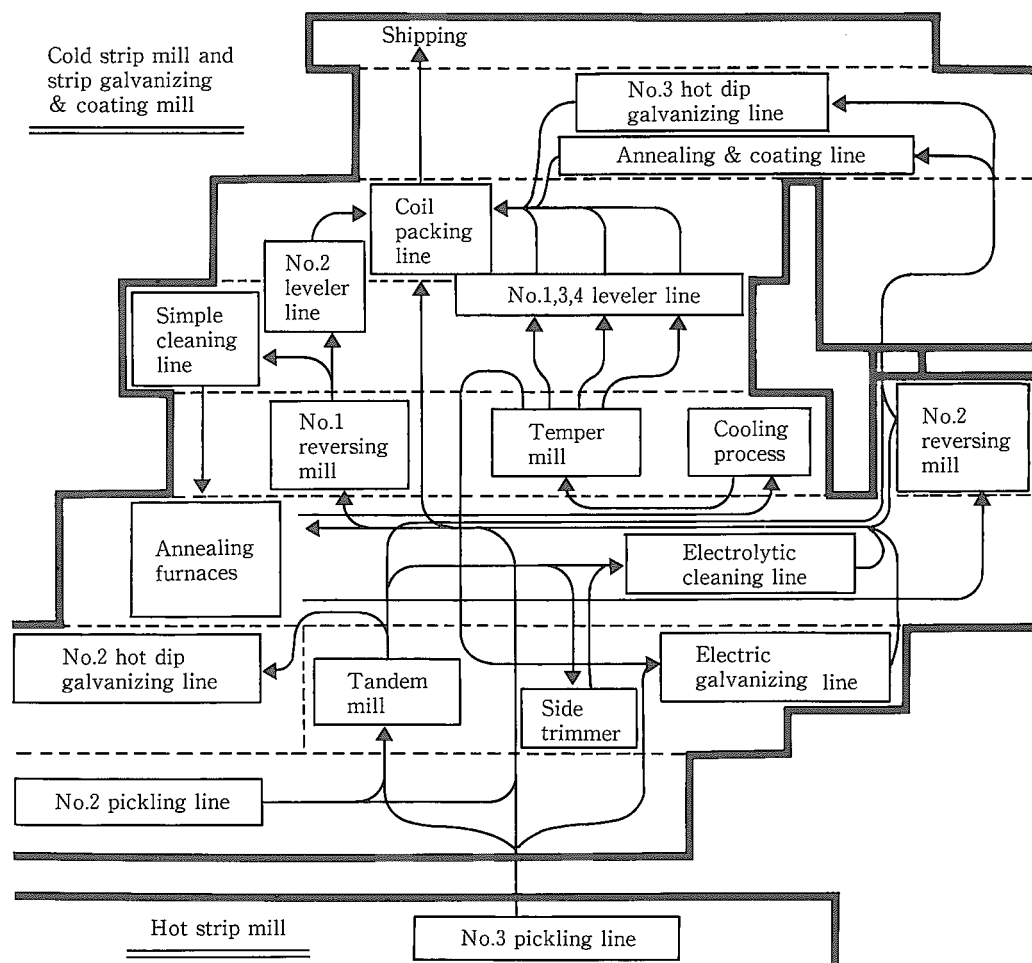 Cold strip mill and
strip galvanizing
& coating mill
Shipping
No.3 hot dip
galvanizing line
Annealing & coating line
Coil
packing
line
No.2
leveler
line
No.1,3,4 leveler line
Simple
cleaning
line
No.1
reversing
mill
Temper
mill
Cooling
process
No.2
reversing
mill
Annealing
furnaces
Electrolytic
cleaning line
No.2 hot dip
galvanizing line
Tandem
mill
Side
trimmer
Electric
galvanizing line
No.2 pickling line
Hot strip mill
No.3 pickling line